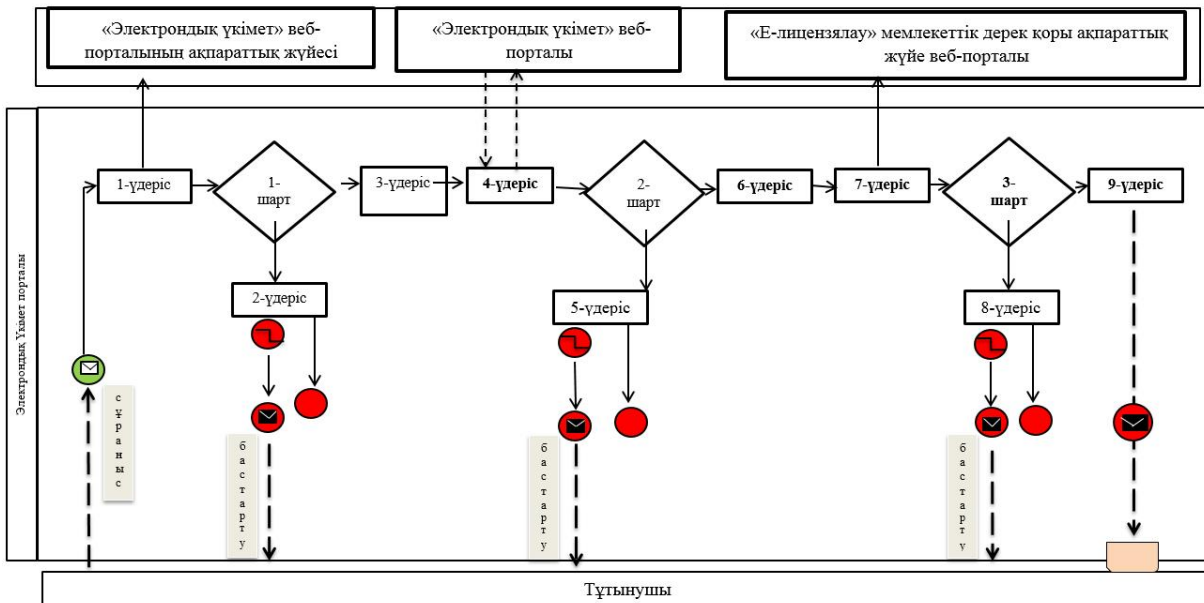 «Электрондық үкімет» веб-
порталының ақпараттық жүйесі
«Электрондық үкімет» веб-
порталы
«Е-лицензялау» мемлекеттік дерек қоры ақпараттық
жүйе веб-порталы
Электрондық Үкімет порталы
1-үдеріс
1-
шарт
3-үдеріс
4-үдеріс
2-
шарт
6-үдеріс
7-үдеріс
3-
шарт
9-үдеріс
2-үдеріс
5-үдеріс
8-үдеріс
сұраныс
бастарту
бастарту
бастарту
Тұтынушы